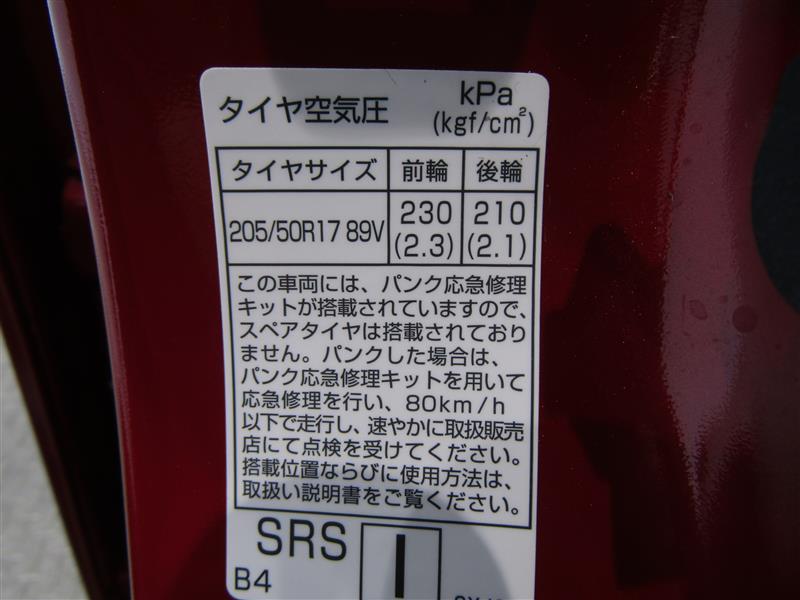 タイヤ空気圧 kPa
(kgf/cm²)
タイヤサイズ 前輪 後輪
205/50R17 89V 230 210
(2.3) (2.1)
この車両には、パンク応急修理
キットが搭載されていますので、
スペアタイヤは搭載されており
ません。パンクした場合は、
パンク応急修理キットを用いて
応急修理を行い、80km/h
以下で走行し、速やかに取扱販売
店にて点検を受けてください。
搭載位置ならびに使用方法は、
取扱い説明書をご覧ください。
SRS I
B4